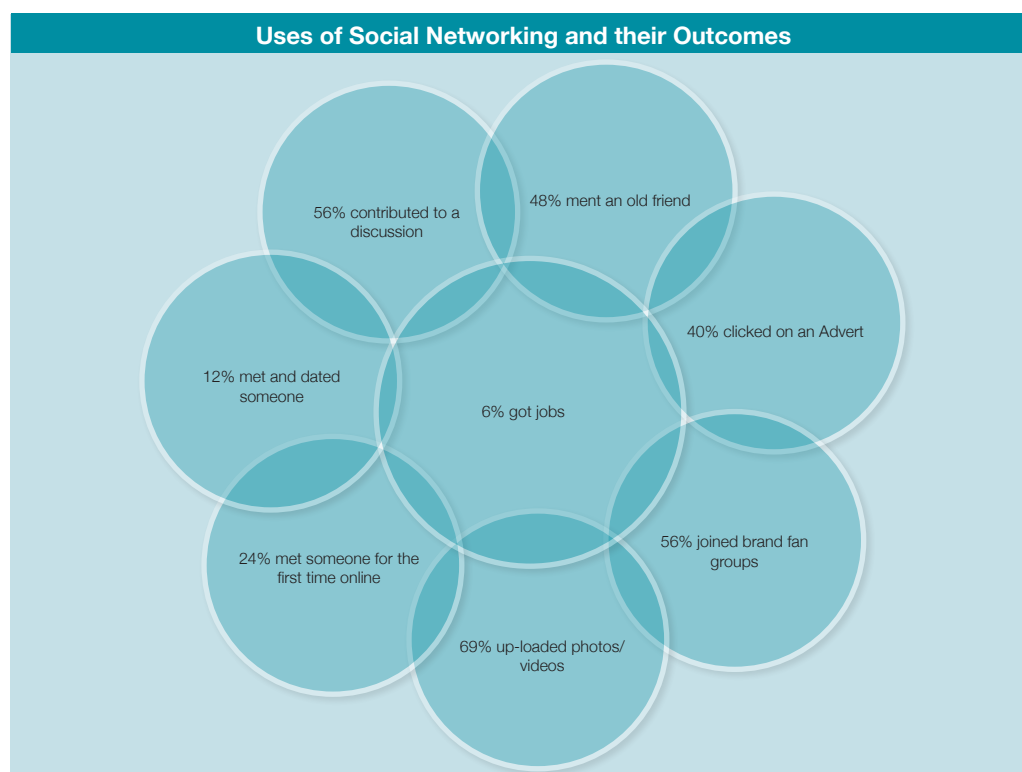 Uses of Social Networking and their Outcomes
56% contributed to a
discussion
48% ment an old friend
40% clicked on an Advert
12% met and dated
someone
6% got jobs
24% met someone for the
first time online
56% joined brand fan
groups
69% up-loaded photos/
videos